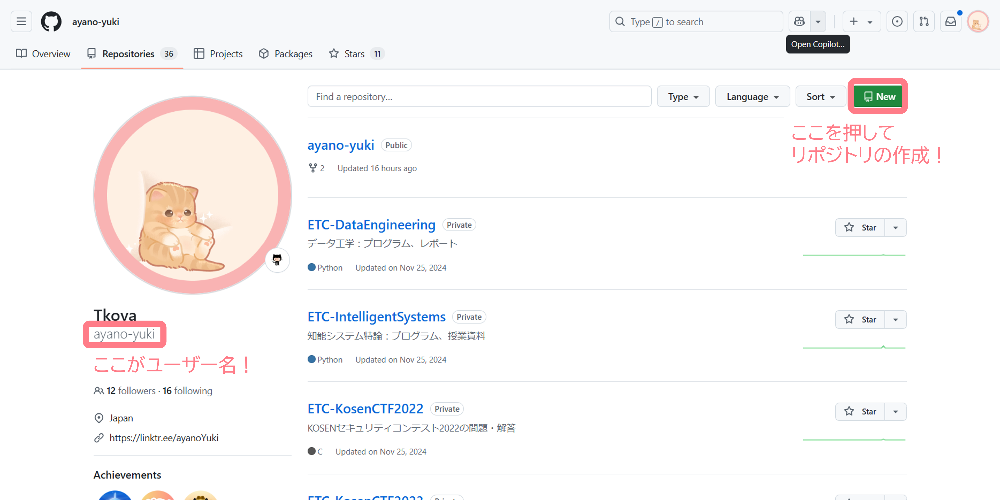 ayano-yuki
Type / to search
Open Copilot...
Overview
Repositories 36
Projects
Packages
Stars 11
Find a repository...
Type
Language
Sort
New
ここを押して
リポジトリの作成！
ayano-yuki Public
2 Updated 16 hours ago
ETC-DataEngineering Private
Star
データ工学：プログラム、レポート
Python Updated on Nov 25, 2024
ETC-IntelligentSystems Private
Star
知能システム特論：プログラム、授業資料
Python Updated on Nov 25, 2024
ETC-KosenCTF2022 Private
Star
KOSENセキュリティコンテスト2022の問題・解答
C Updated on Nov 25, 2024
Tkoya
ayano-yuki
ここがユーザー名！
12 followers · 16 following
Japan
https://linktr.ee/ayanoYuki
Achievements